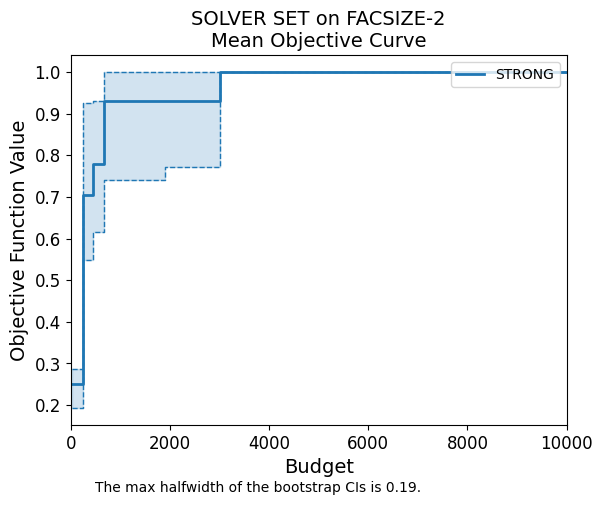 SOLVER SET on FACSIZE-2
Mean Objective Curve
STRONG
Objective Function Value
1.0
0.9
0.8
0.7
0.6
0.5
0.4
0.3
0.2
0 2000 4000 6000 8000 10000
Budget
The max halfwidth of the bootstrap CIs is 0.19.